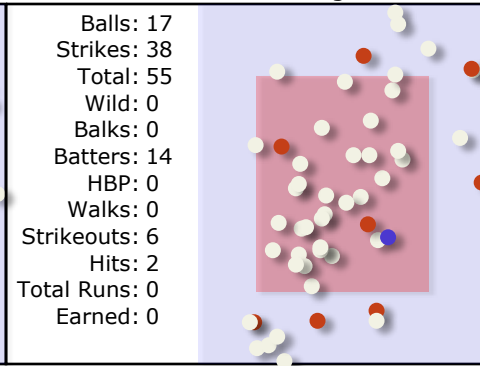 Balls: 17
Strikes: 38
Total: 55
Wild: 0
Balks: 0
Batters: 14
HBP: 0
Walks: 0
Strikeouts: 6
Hits: 2
Total Runs: 0
Earned: 0